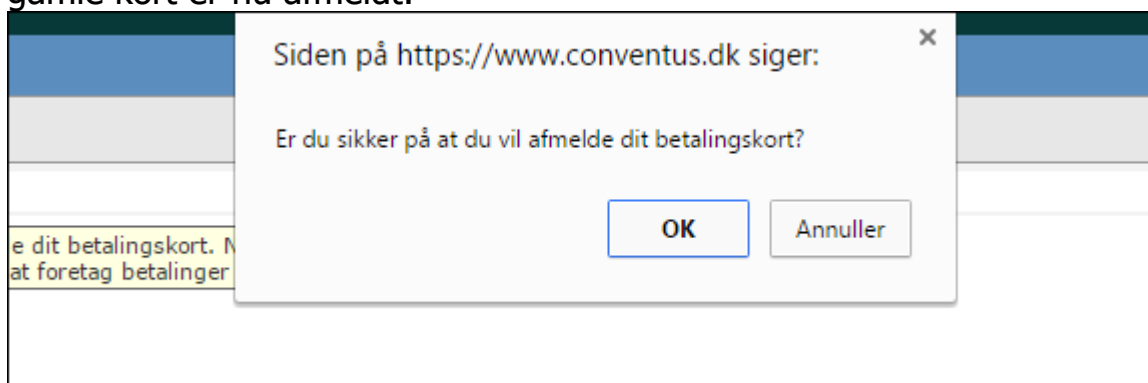 gamle kort er nu afmeldt.
Siden på https://www.conventus.dk siger:
Er du sikker på at du vil afmelde dit betalingskort?
OK
Annuller
e dit betalingskort. N
at foretag betalinger